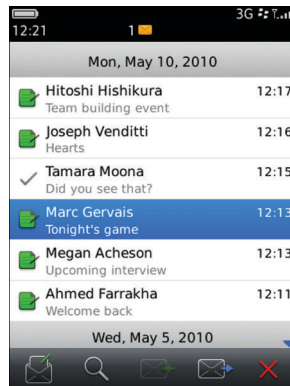 3G
12:21 1
Mon, May 10, 2010
Hitoshi Hishikura 12:17
Team building event
Joseph Venditti 12:16
Hearts
Tamara Moona 12:15
Did you see that?
Marc Gervais 12:13
Tonight's game
Megan Acheson 12:13
Upcoming interview
Ahmed Farrakha 12:11
Welcome back
Wed, May 5, 2010